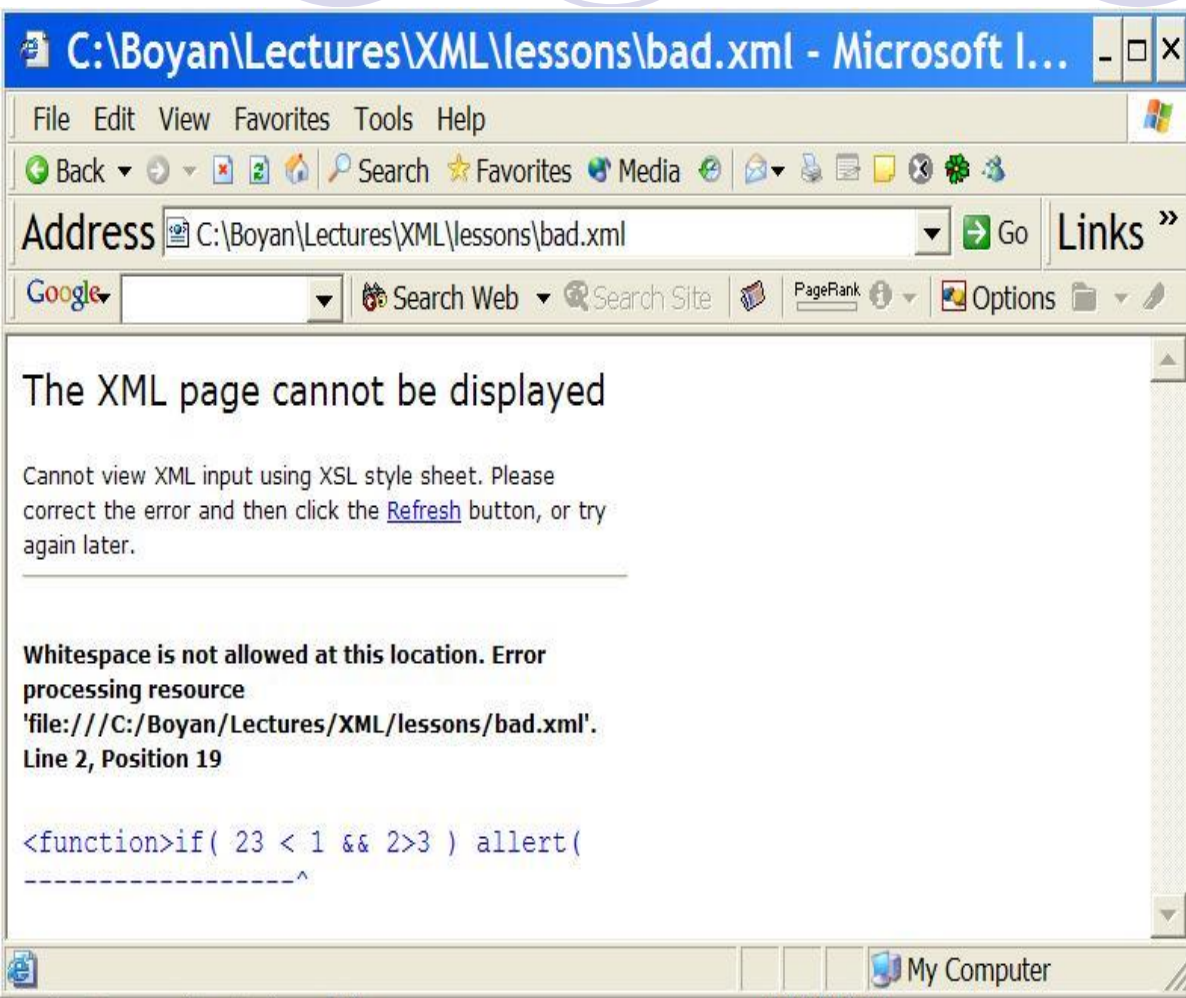 C:\Boyan\Lectures\XML\lessons\bad.xml - Microsoft I...
File Edit View Favorites Tools Help
Back Search Favorites Media
Address C:\Boyan\Lectures\XML\lessons\bad.xml Go Links »
Google Search Web Search Site PageRank Options
The XML page cannot be displayed
Cannot view XML input using XSL style sheet. Please
correct the error and then click the Refresh button, or try
again later.
Whitespace is not allowed at this location. Error
processing resource
'file:///C:/Boyan/Lectures/XML/lessons/bad.xml'.
Line 2, Position 19
<function>if( 23 < 1 && 2>3 ) allert(
------------------^
My Computer